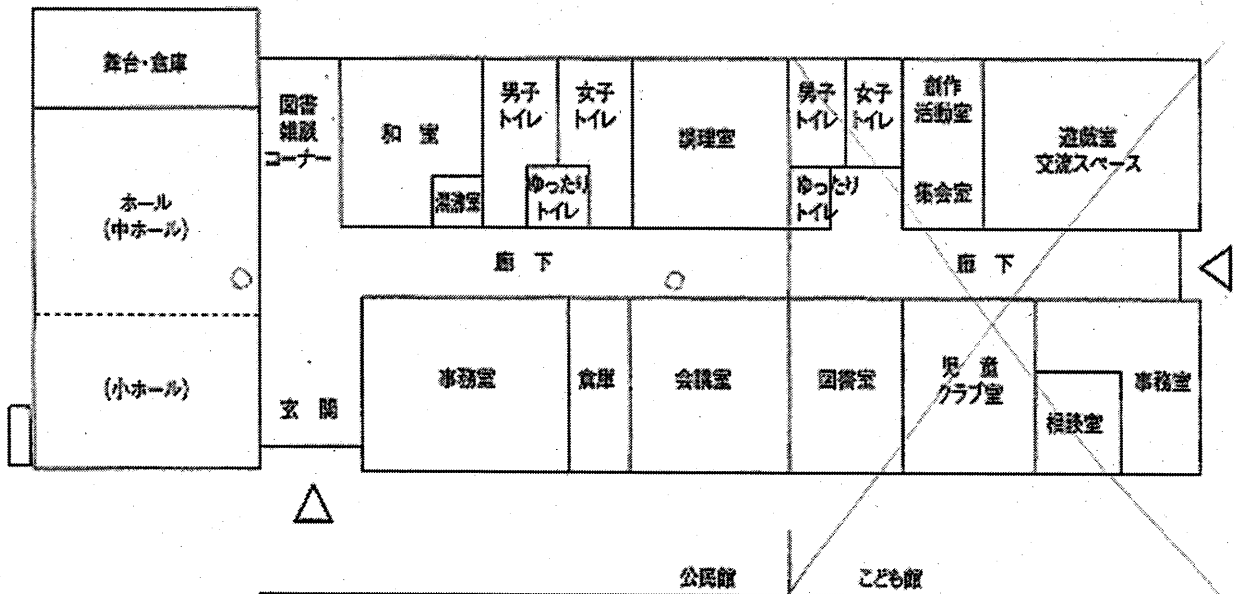 舞台・倉庫
図書
雑談
コーナー
和 室
男子
トイレ
女子
トイレ
調理室
男子
トイレ
女子
トイレ
創作
活動室
遊戯室
交流スペース
ホール
(中ホール)
湯沸室
ゆったり
トイレ
ゆったり
トイレ
集会室
廊 下
廊 下
(小ホール)
玄 関
事務室
倉庫
会議室
図書室
児 童
クラブ室
相談室
事務室
公民館
こども館